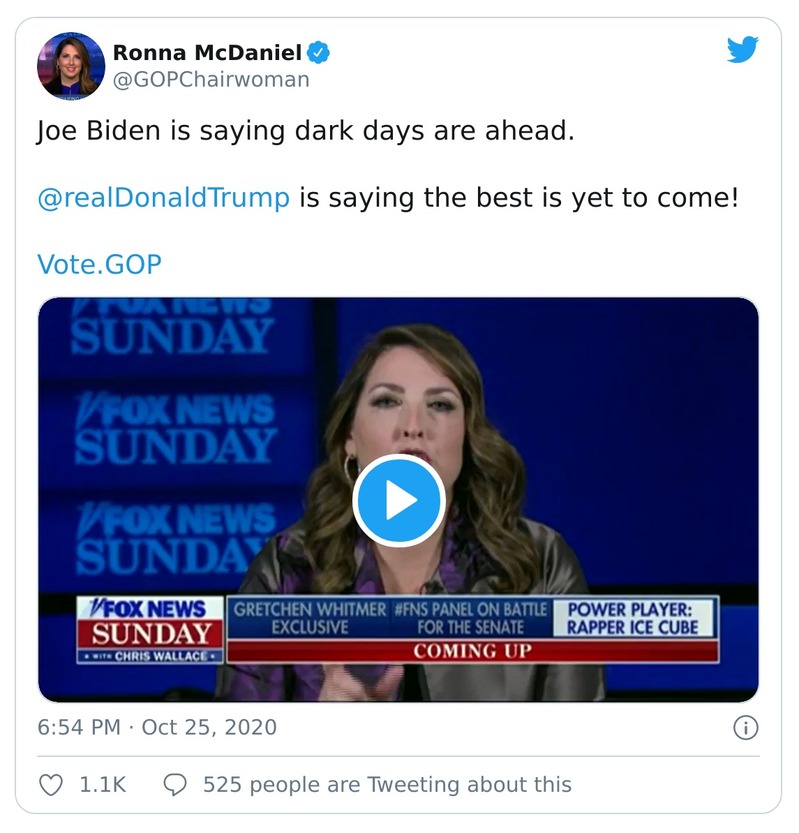 Ronna McDaniel
@GOPChairwoman
Joe Biden is saying dark days are ahead.
@realDonaldTrump is saying the best is yet to come!
Vote.GOP
FOX NEWS
SUNDAY
FOX NEWS
SUNDAY
FOX NEWS
SUNDAY
FOX NEWS
SUNDAY
WITH CHRIS WALLACE
GRETCHEN WHITMER
EXCLUSIVE
#FNS PANEL ON BATTLE
FOR THE SENATE
POWER PLAYER:
RAPPER ICE CUBE
COMING UP
6:54 PM · Oct 25, 2020
1.1K
525 people are Tweeting about this